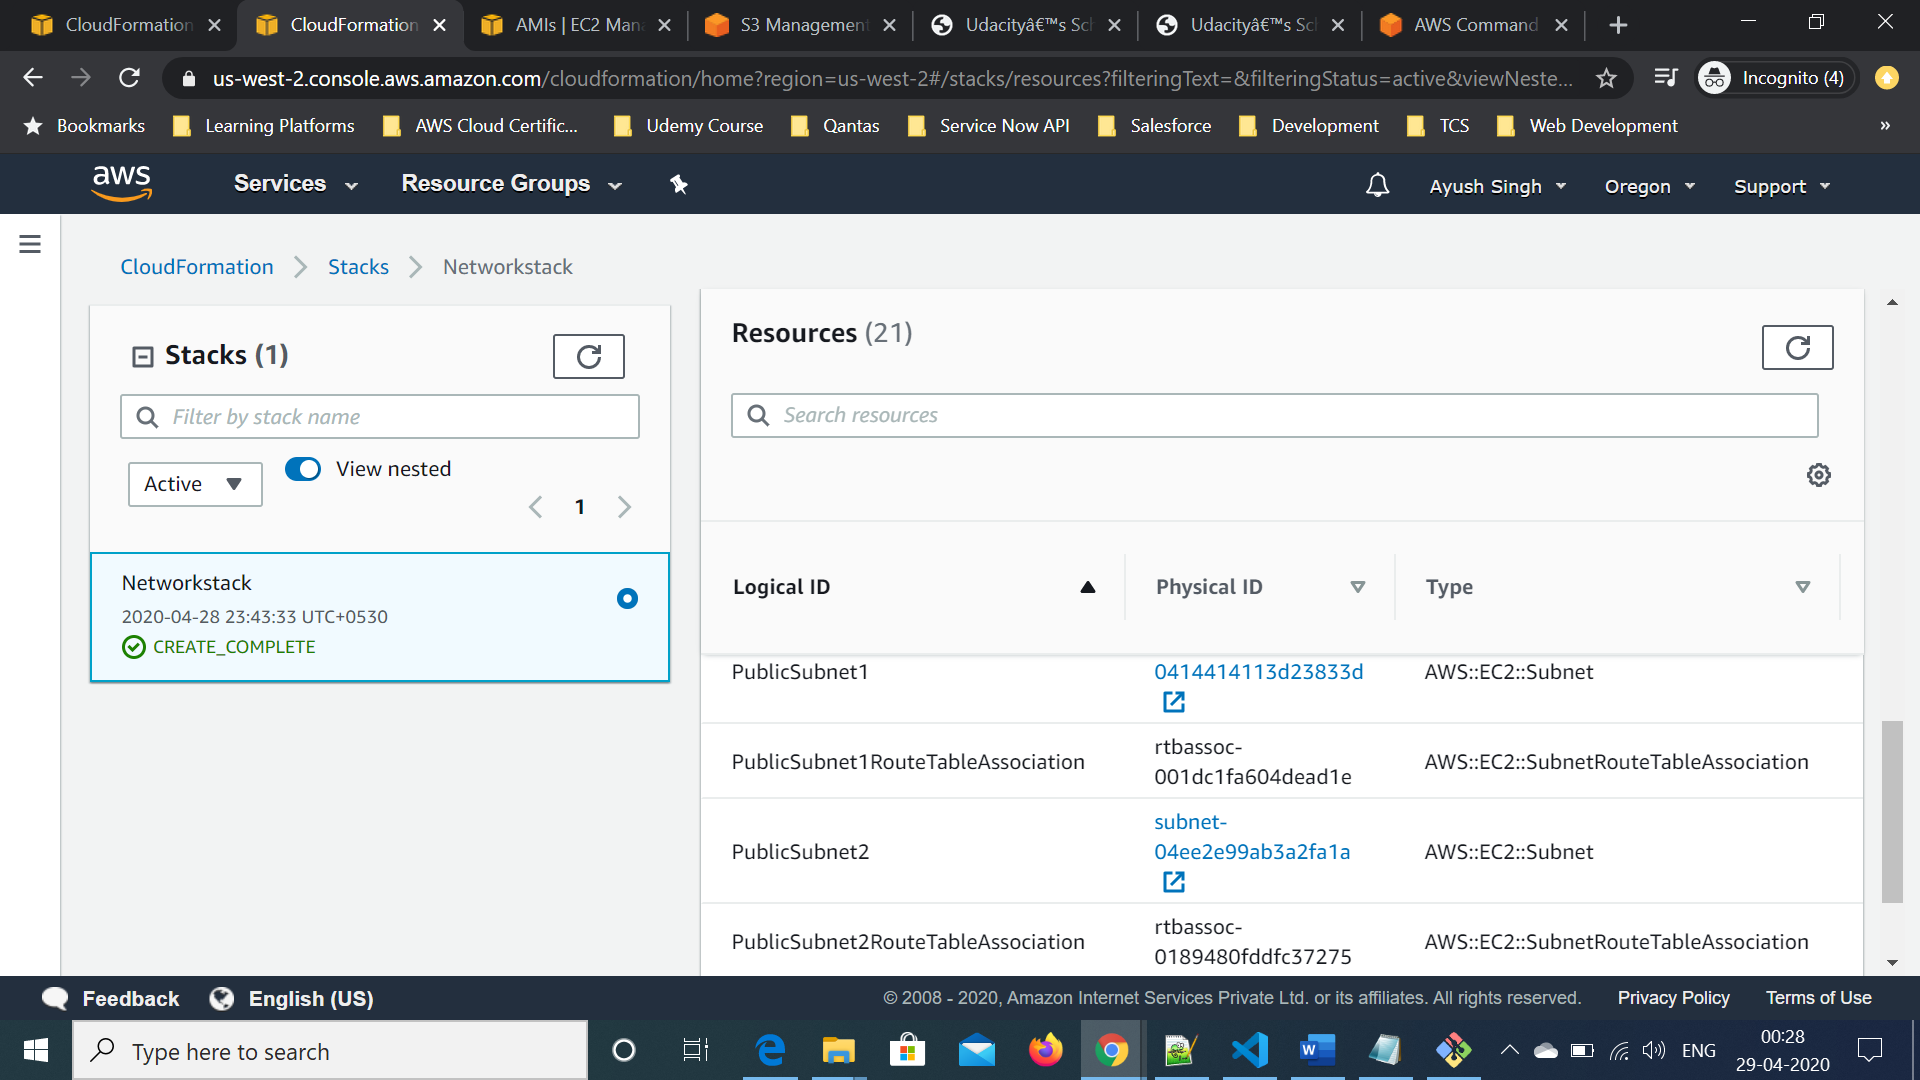 CloudFormation
CloudFormation
AMIs | EC2 Man
S3 Management
Udacityâ€™s Sch
Udacityâ€™s Sch
AWS Command
us-west-2.console.aws.amazon.com/cloudformation/home?region=us-west-2#/stacks/resources?filteringText=&filteringStatus=active&viewNeste...
Incognito (4)
Bookmarks
Learning Platforms
AWS Cloud Certific...
Udemy Course
Qantas
Service Now API
Salesforce
Development
TCS
Web Development
»
aws
Services
Resource Groups
Ayush Singh
Oregon
Support
CloudFormation
Stacks
Networkstack
Stacks (1)
Filter by stack name
Active
View nested
1
Networkstack
2020-04-28 23:43:33 UTC+0530
CREATE_COMPLETE
Resources (21)
Search resources
Logical ID
Physical ID
Type
PublicSubnet1
0414414113d23833d
AWS::EC2::Subnet
PublicSubnet1RouteTableAssociation
rtbassoc-
001dc1fa604dead1e
AWS::EC2::SubnetRouteTableAssociation
PublicSubnet2
subnet-
04ee2e99ab3a2fa1a
AWS::EC2::Subnet
PublicSubnet2RouteTableAssociation
rtbassoc-
0189480fddfc37275
AWS::EC2::SubnetRouteTableAssociation
Feedback
English (US)
© 2008 - 2020, Amazon Internet Services Private Ltd. or its affiliates. All rights reserved.
Privacy Policy
Terms of Use
Type here to search
ENG
00:28
29-04-2020